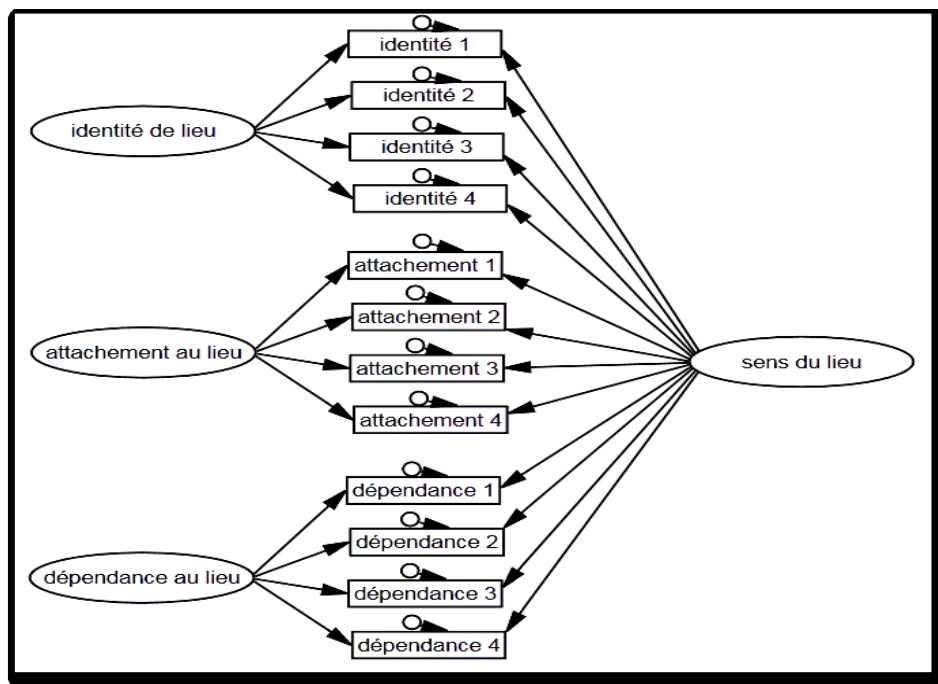 identité 1
identité 2
identité de lieu
identité 3
identité 4
attachement 1
attachement 2
attachement au lieu
sens du lieu
attachement 3
attachement 4
dépendance 1
dépendance 2
dépendance au lieu
dépendance 3
dépendance 4